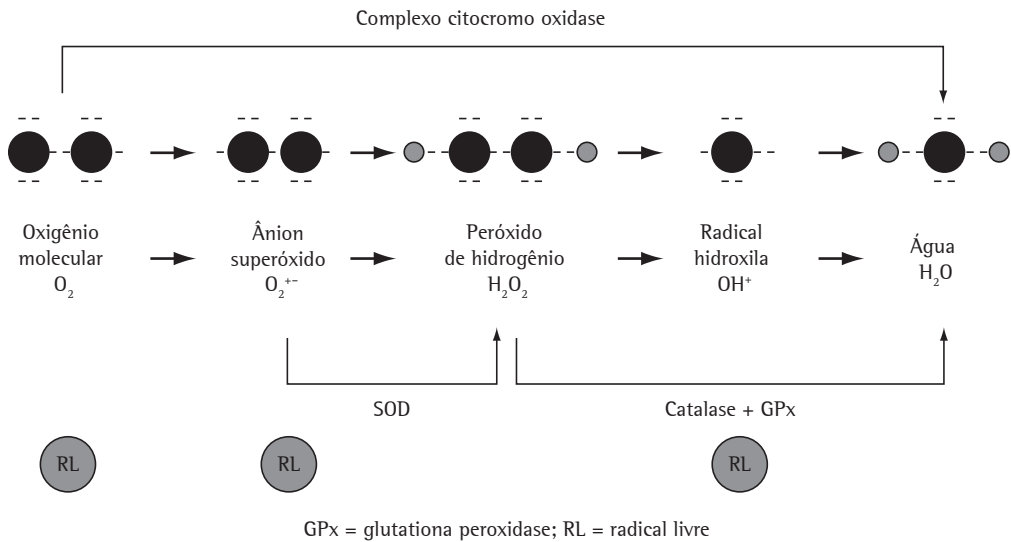 Complexo citocromo oxidase
Oxigênio
molecular
O₂
Ânion
superóxido
O₂⁺⁻
Peróxido
de hidrogênio
H₂O₂
Radical
hidroxila
OH⁺
Água
H₂O
SOD
Catalase + GPx
RL
RL
RL
GPx = glutationa peroxidase; RL = radical livre